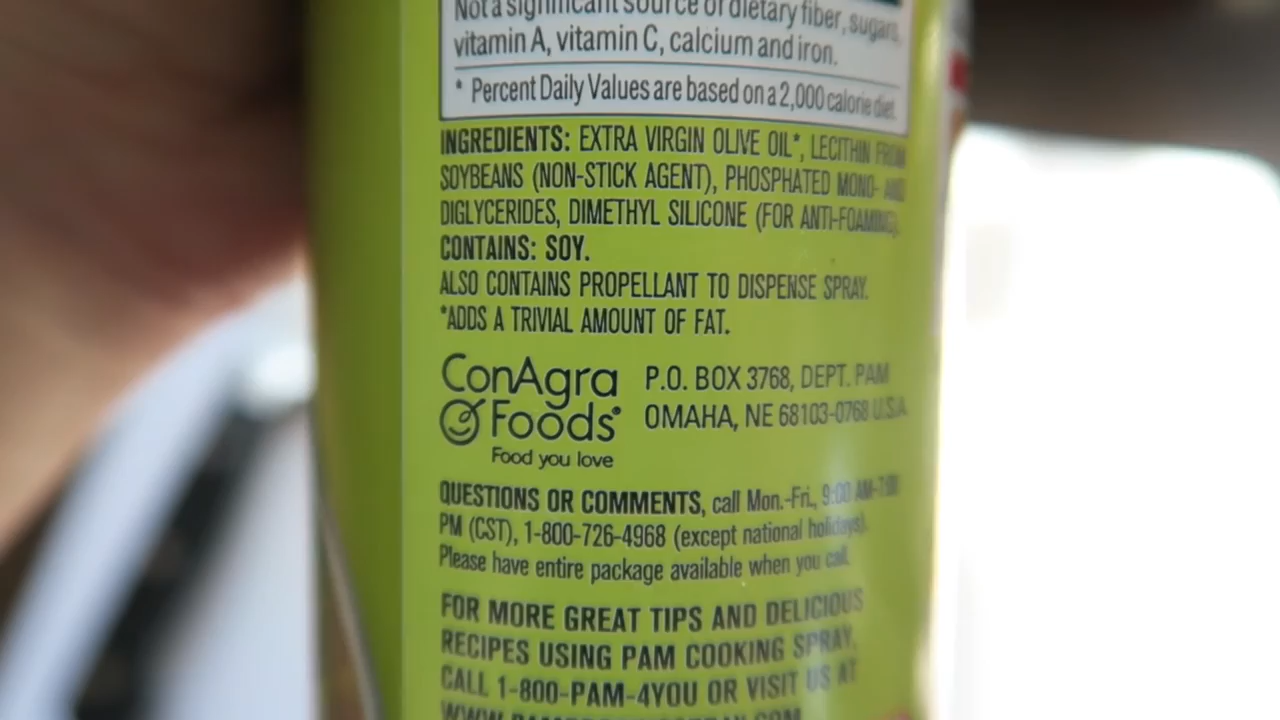 Not a significant source of dietary fiber, sugars,
vitamin A, vitamin C, calcium and iron.
* Percent Daily Values are based on a 2,000 calorie diet.
INGREDIENTS: EXTRA VIRGIN OLIVE OIL*, LECITHIN FROM
SOYBEANS (NON-STICK AGENT), PHOSPHATED MONO- AND
DIGLYCERIDES, DIMETHYL SILICONE (FOR ANTI-FOAMING).
CONTAINS: SOY.
ALSO CONTAINS PROPELLANT TO DISPENSE SPRAY.
*ADDS A TRIVIAL AMOUNT OF FAT.
ConAgra
Foods®
Food you love
P.O. BOX 3768, DEPT. PAM
OMAHA, NE 68103-0768 U.S.A.
QUESTIONS OR COMMENTS, call Mon.-Fri., 9:00 AM-7:00
PM (CST), 1-800-726-4968 (except national holidays).
Please have entire package available when you call.
FOR MORE GREAT TIPS AND DELICIOUS
RECIPES USING PAM COOKING SPRAY,
CALL 1-800-PAM-4YOU OR VISIT US AT